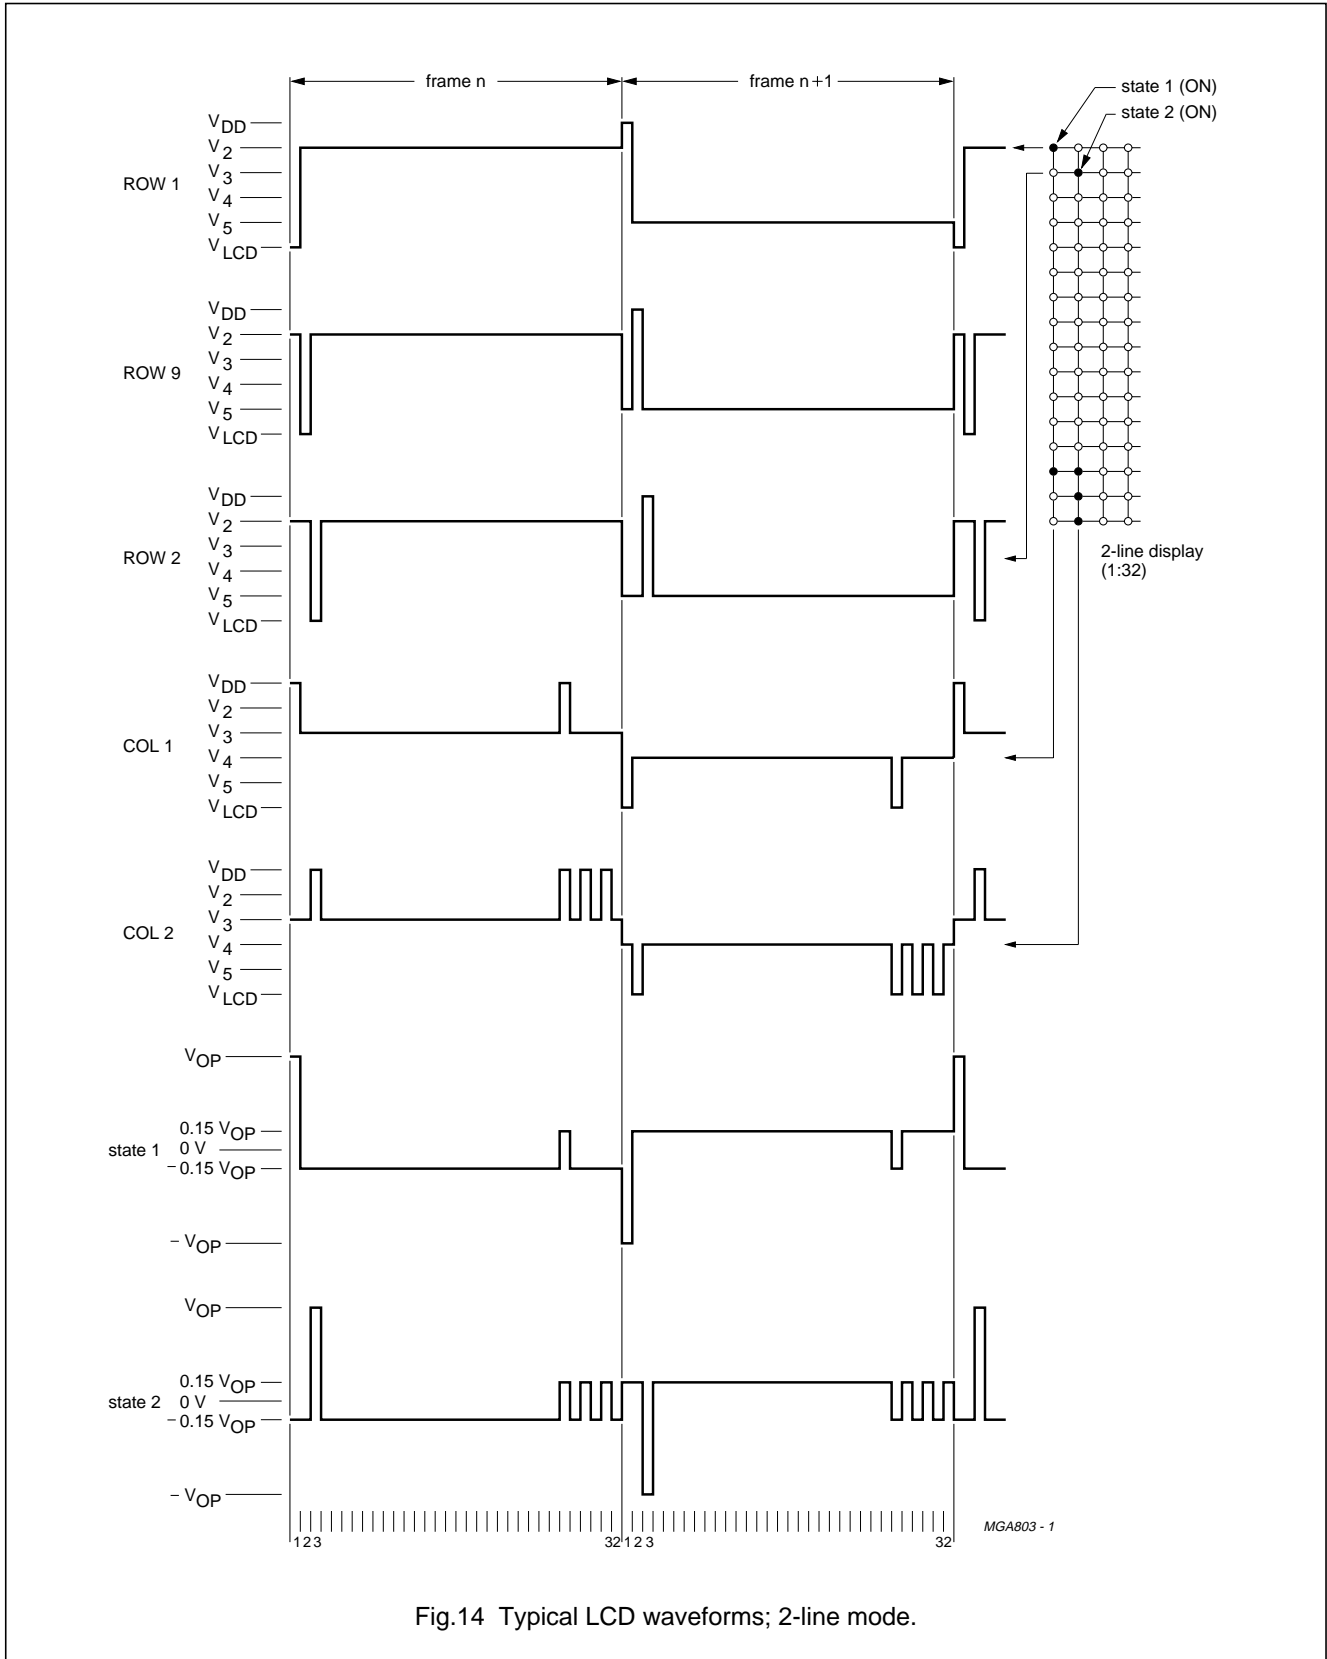 frame n
frame n+1
state 1 (ON)
state 2 (ON)
ROW 1
VDD
V2
V3
V4
V5
VLCD
ROW 9
VDD
V2
V3
V4
V5
VLCD
ROW 2
VDD
V2
V3
V4
V5
VLCD
2-line display
(1:32)
COL 1
VDD
V2
V3
V4
V5
VLCD
COL 2
VDD
V2
V3
V4
V5
VLCD
state 1
VOP
0.15 VOP
0 V
− 0.15 VOP
− VOP
state 2
VOP
0.15 VOP
0 V
− 0.15 VOP
− VOP
1 2 3
32
1 2 3
32
MGA803 - 1
Fig.14 Typical LCD waveforms; 2-line mode.